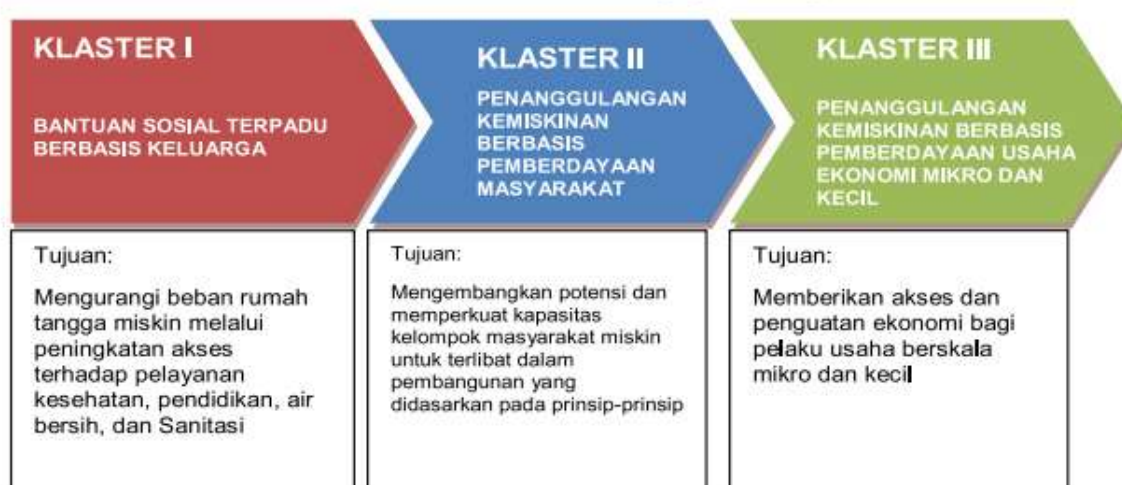 KLASTER I
BANTUAN SOSIAL TERPADU
BERBASIS KELUARGA
KLASTER II
PENANGGULANGAN
KEMISKINAN
BERBASIS
PEMBERDAYAAN
MASYARAKAT
KLASTER III
PENANGGULANGAN
KEMISKINAN BERBASIS
PEMBERDAYAAN USAHA
EKONOMI MIKRO DAN
KECIL
Tujuan:
Mengurangi beban rumah
tangga miskin melalui
peningkatan akses
terhadap pelayanan
kesehatan, pendidikan, air
bersih, dan Sanitasi
Tujuan:
Mengembangkan potensi dan
memperkuat kapasitas
kelompok masyarakat miskin
untuk terlibat dalam
pembangunan yang
didasarkan pada prinsip-prinsip
Tujuan:
Memberikan akses dan
penguatan ekonomi bagi
pelaku usaha berskala
mikro dan kecil